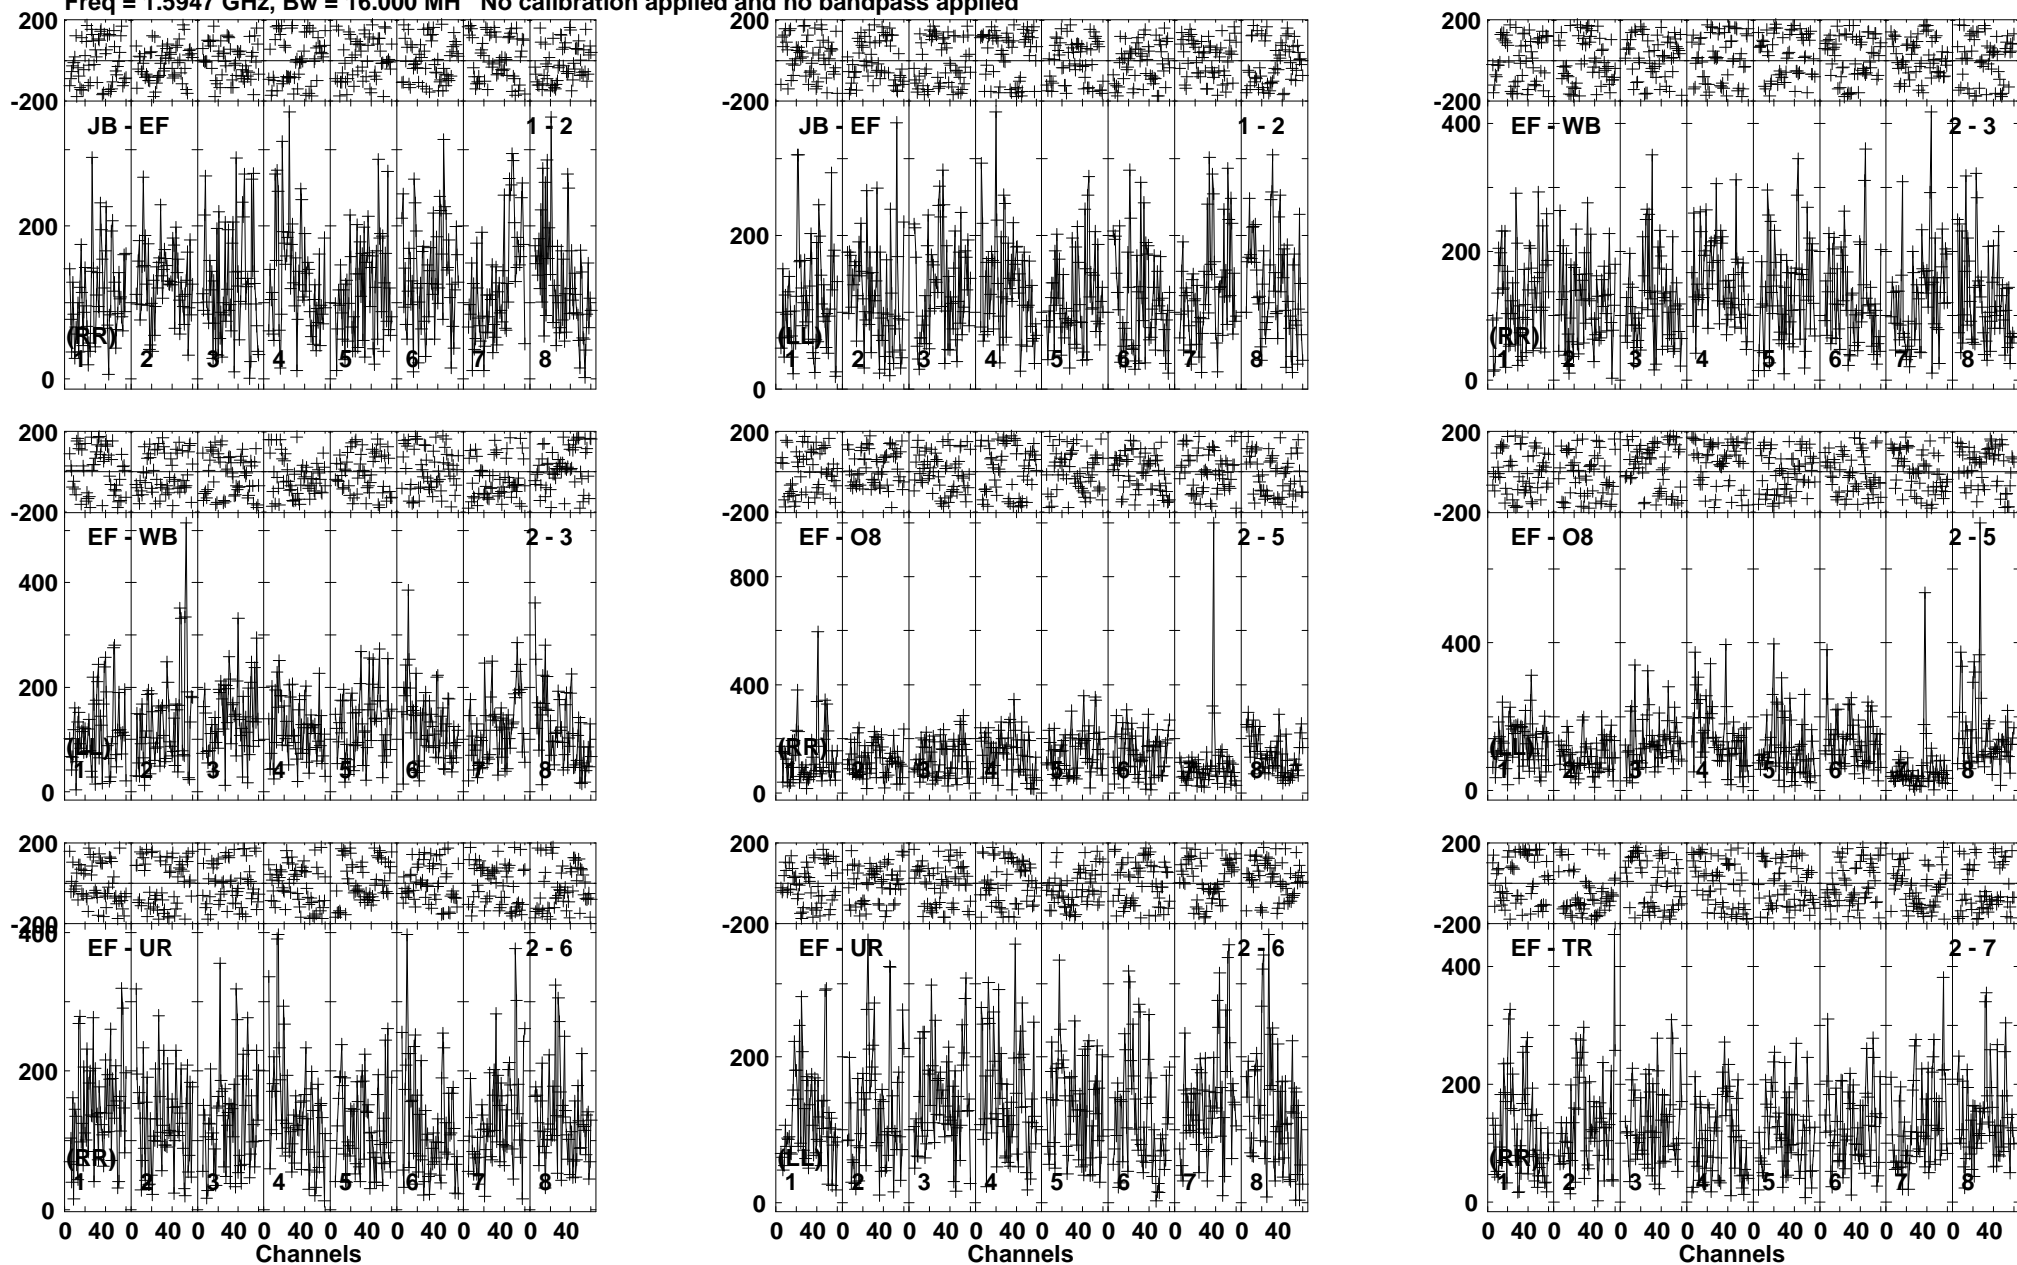 Freq = 1.5947 GHz, Bw = 16.000 MH No calibration applied and no bandpass applied
200 200 200
-200 -200 -200
JB - EF 1 - 2 JB - EF 1 - 2 EF - WB 2 - 3
400
200 200 200
(RR) (LL) (RR)
1 2 3 4 5 6 7 8 1 2 3 4 5 6 7 8 1 2 3 4 5 6 7 8
0 0 0
200 200 200
-200 -200 -200
EF - WB 2 - 3 EF - O8 2 - 5 EF - O8 2 - 5
400 800
400 400
200
(LL) (RR) (LL)
1 2 3 4 5 6 7 8 1 2 3 4 5 6 8 1 2 3 4 5 6 8
0 0 0
200 200 200
-200 -200 -200
400
EF - UR 2 - 6 EF - UR 2 - 6 EF - TR 2 - 7
400
200 200 200
(RR) (LL) (RR)
1 2 3 4 5 6 7 8 1 2 3 4 5 6 7 8 1 2 3 4 5 6 7 8
0 0 0
0 40 0 40 0 40 0 40 0 40 0 40 0 40 0 40 0 40 0 40 0 40 0 40 0 40 0 40 0 40 0 40 0 40 0 40 0 40 0 40 0 40 0 40 0 40 0 40
Channels Channels Channels